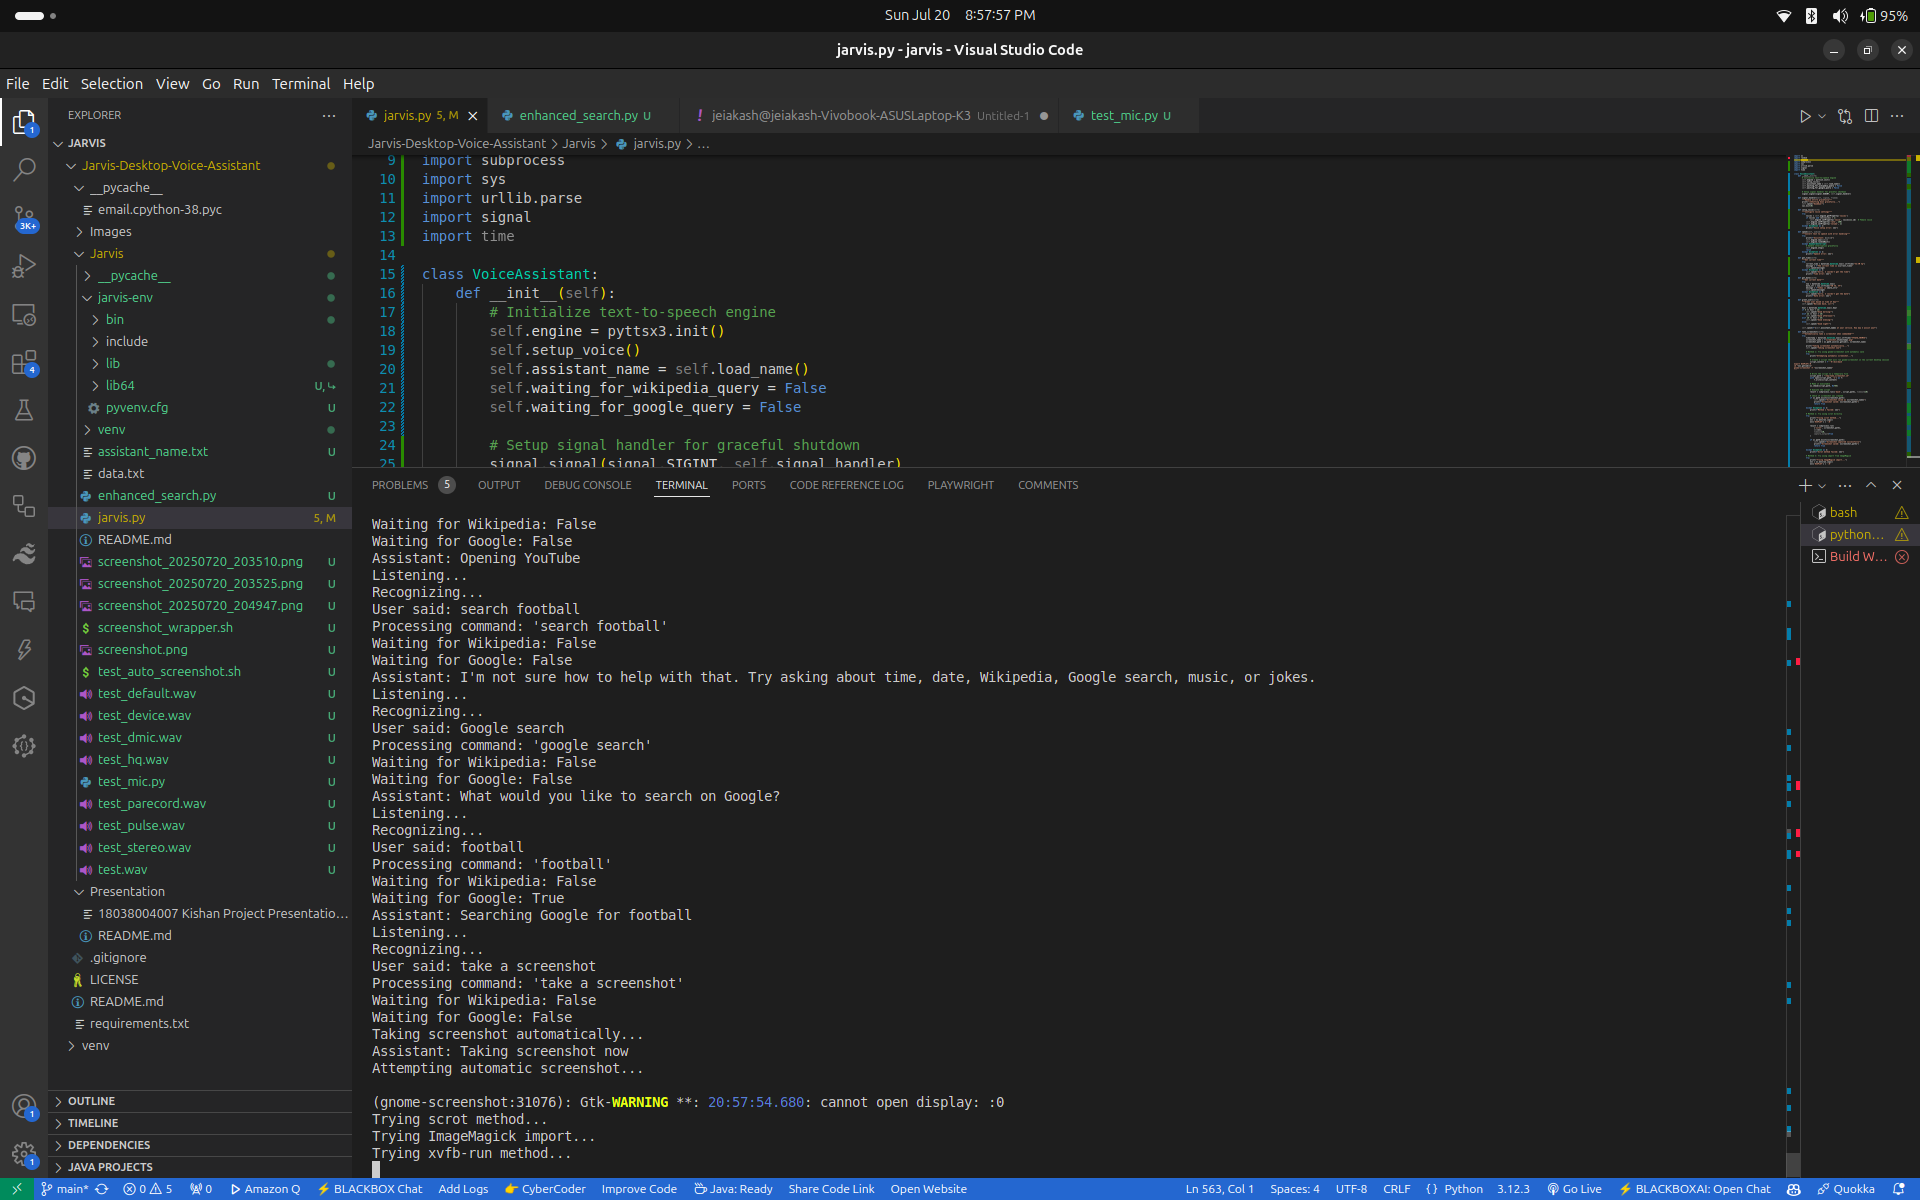 Sun Jul 20 8:57:57 PM
95%
jarvis.py - jarvis - Visual Studio Code
File Edit Selection View Go Run Terminal Help
EXPLORER
jarvis.py 5, M
enhanced_search.py U
! jeiakash@jeiakash-Vivobook-ASUSLaptop-K3 Untitled-1
test_mic.py U
JARVIS
Jarvis-Desktop-Voice-Assistant
__pycache__
email.cpython-38.pyc
Images
Jarvis
__pycache__
jarvis-env
bin
include
lib
lib64 U,
pyvenv.cfg U
venv
assistant_name.txt U
data.txt
enhanced_search.py U
jarvis.py 5, M
README.md
screenshot_20250720_203510.png U
screenshot_20250720_203525.png U
screenshot_20250720_204947.png U
screenshot_wrapper.sh U
screenshot.png U
test_auto_screenshot.sh U
test_default.wav U
test_device.wav U
test_dmic.wav U
test_hq.wav U
test_mic.py U
test_parecord.wav U
test_pulse.wav U
test_stereo.wav U
test.wav U
Presentation
18038004007 Kishan Project Presentatio...
README.md
.gitignore
LICENSE
README.md
requirements.txt
venv
OUTLINE
TIMELINE
DEPENDENCIES
JAVA PROJECTS
1
3K+
4
1
1
Jarvis-Desktop-Voice-Assistant > Jarvis > jarvis.py > ...
9 import subprocess
10 import sys
11 import urllib.parse
12 import signal
13 import time
14
15 class VoiceAssistant:
16 def __init__(self):
17 # Initialize text-to-speech engine
18 self.engine = pyttsx3.init()
19 self.setup_voice()
20 self.assistant_name = self.load_name()
21 self.waiting_for_wikipedia_query = False
22 self.waiting_for_google_query = False
23
24 # Setup signal handler for graceful shutdown
25 signal.signal(signal.SIGINT, self.signal_handler)
PROBLEMS 5 OUTPUT DEBUG CONSOLE TERMINAL PORTS CODE REFERENCE LOG PLAYWRIGHT COMMENTS
Waiting for Wikipedia: False
Waiting for Google: False
Assistant: Opening YouTube
Listening...
Recognizing...
User said: search football
Processing command: 'search football'
Waiting for Wikipedia: False
Waiting for Google: False
Assistant: I'm not sure how to help with that. Try asking about time, date, Wikipedia, Google search, music, or jokes.
Listening...
Recognizing...
User said: Google search
Processing command: 'google search'
Waiting for Wikipedia: False
Waiting for Google: False
Assistant: What would you like to search on Google?
Listening...
Recognizing...
User said: football
Processing command: 'football'
Waiting for Wikipedia: False
Waiting for Google: True
Assistant: Searching Google for football
Listening...
Recognizing...
User said: take a screenshot
Processing command: 'take a screenshot'
Waiting for Wikipedia: False
Waiting for Google: False
Taking screenshot automatically...
Assistant: Taking screenshot now
Attempting automatic screenshot...
(gnome-screenshot:31076): Gtk-WARNING **: 20:57:54.680: cannot open display: :0
Trying scrot method...
Trying ImageMagick import...
Trying xvfb-run method...
bash
python...
Build W...
main* 0 5 0 Amazon Q BLACKBOX Chat Add Logs CyberCoder Improve Code Java: Ready Share Code Link Open Website
Ln 563, Col 1 Spaces: 4 UTF-8 CRLF { } Python 3.12.3 Go Live BLACKBOXAI: Open Chat Quokka